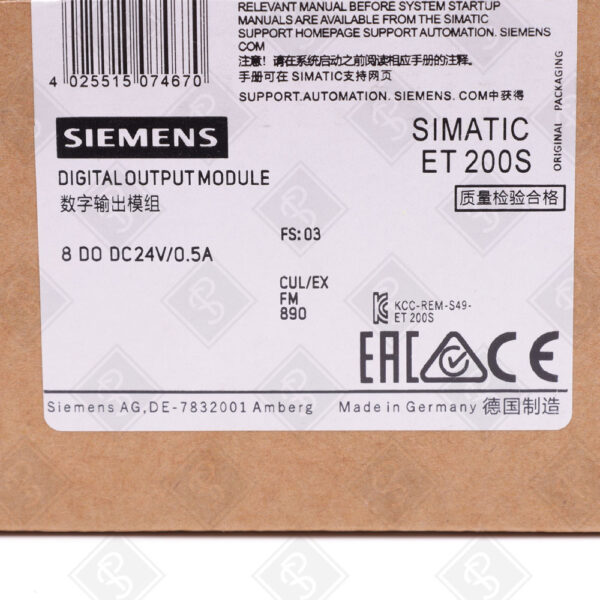 RELEVANT MANUAL BEFORE SYSTEM STARTUP
MANUALS ARE AVAILABLE FROM THE SIMATIC
SUPPORT HOMEPAGE SUPPORT AUTOMATION. SIEMENS
COM
注意! 请在系统启动之前阅读相应手册的注释。
手册可在 SIMATIC支持网页
SUPPORT.AUTOMATION. SIEMENS. COM中获得
4 025515 074670
SIEMENS
SIMATIC
ET 200S
ORIGINAL PACKAGING
DIGITAL OUTPUT MODULE
数字输出模组
质量检验合格
FS: 03
8 DO DC24V/0.5A
CUL/EX
FM
890
KCC-REM-S49-
ET 200S
EAC CE
Siemens AG,DE-7832001 Amberg Made in Germany 德国制造